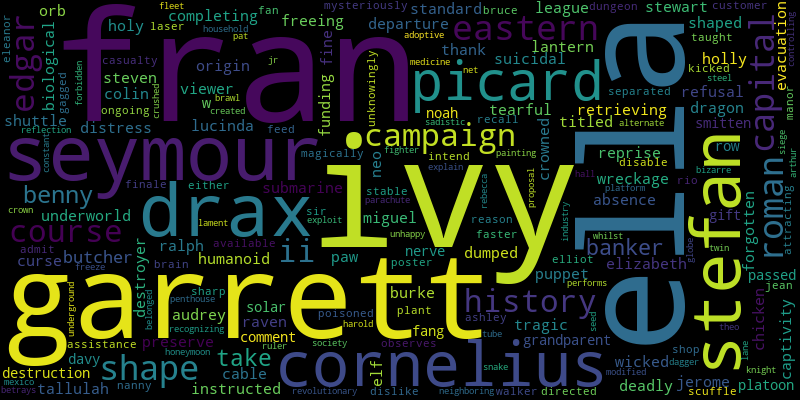 fran
ivy
ella
garrett
seymour
cornelius
drax
picard
stefan
eastern
edgar
capital
roman
campaign
history
shape
course
benny
ii
take
banker
butcher
orb
holy
completing
fan
freeing
mysteriously
standard
bruce
league
dungeon
stewart
customer
fleet
household
pat
laser
adoptive
departure
shaped
taught
eleanor
biological
gagged
forbidden
casualty
steven
colin
ongoing
crushed
brawl
created
origin
viewer
w
jr
funding
fine
unknowingly
medicine
net
thank
lantern
suicidal
tearful
noah
titled
retrieving
refusal
holly
kicked
steel
separated
evacuation
controlling
shuttle
reflection
distress
lucinda
feed
sadistic
recall
alternate
dragon
smitten
manor
constant
curse
finale
either
magically
neo
fighter
painting
intend
explain
crowned
reprise
disable
row
siege
arthur
wreckage
rio
bizarre
platform
submarine
stable
parachute
rebecca
proposal
hall
absence
gift
attracting
crown
underworld
sir
exploit
miguel
reason
faster
industry
whilst
elizabeth
forgotten
twin
globe
lament
unhappy
nerve
dumped
elliot
performs
passed
jean
admit
ralph
available
humanoid
paw
poster
puppet
captivity
freeze
destroyer
brain
solar
burke
plant
tragic
chicken
underground
belonged
penthouse
sharp
audrey
raven
poisoned
fang
ashley
grandparent
assistance
recognizing
preserve
comment
harold
observes
tube
seed
shop
lane
theo
destruction
davy
ruler
society
elf
snake
wicked
dagger
knight
mexico
tallulah
honeymoon
cable
nanny
instructed
revolutionary
dislike
neighboring
walker
directed
modified
deadly
jerome
scuffle
platoon
betrays